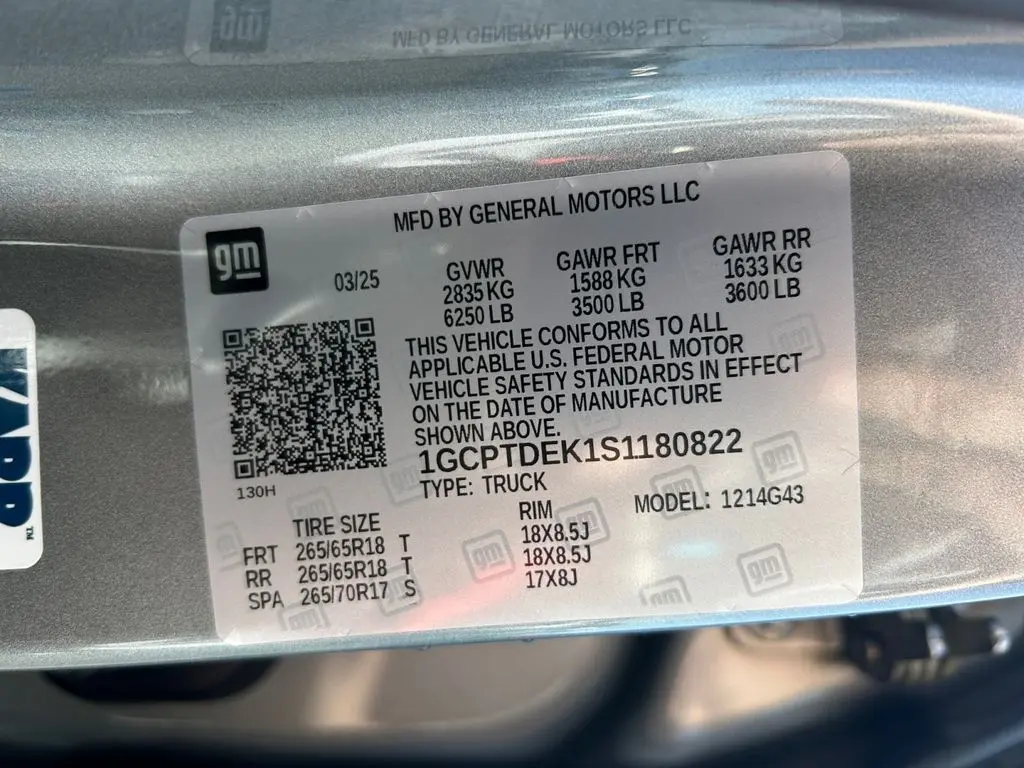 MFD BY GENERAL MOTORS LLC
gm
03/25
GVWR
2835 KG
6250 LB
GAWR FRT
1588 KG
3500 LB
GAWR RR
1633 KG
3600 LB
THIS VEHICLE CONFORMS TO ALL
APPLICABLE U.S. FEDERAL MOTOR
VEHICLE SAFETY STANDARDS IN EFFECT
ON THE DATE OF MANUFACTURE
SHOWN ABOVE.
1GCPTDEK1S1180822
130H
TYPE: TRUCK
MODEL: 1214G43
TIRE SIZE RIM
FRT 265/65R18 T 18X8.5J
RR 265/65R18 T 18X8.5J
SPA 265/70R17 S 17X8J